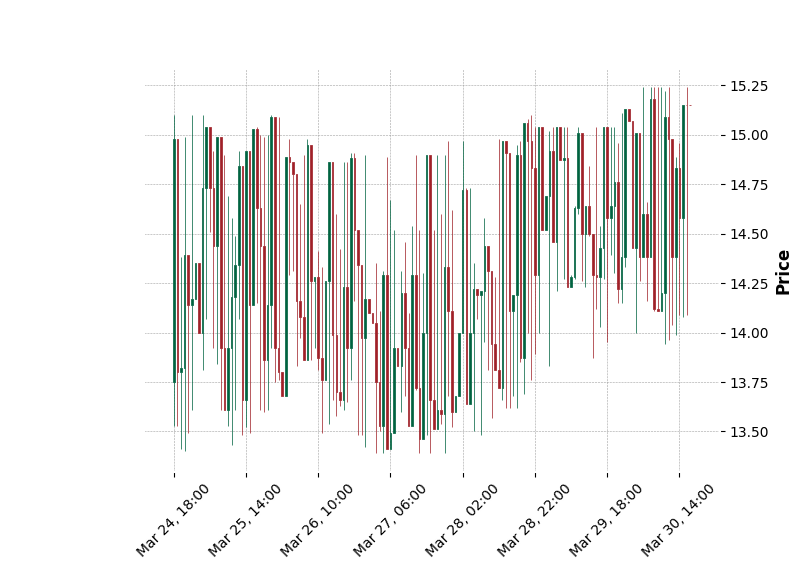 15.25
15.00
14.75
14.50
14.25
14.00
13.75
13.50
Price
Mar 24, 18:00
Mar 25, 14:00
Mar 26, 10:00
Mar 27, 06:00
Mar 28, 02:00
Mar 28, 22:00
Mar 29, 18:00
Mar 30, 14:00